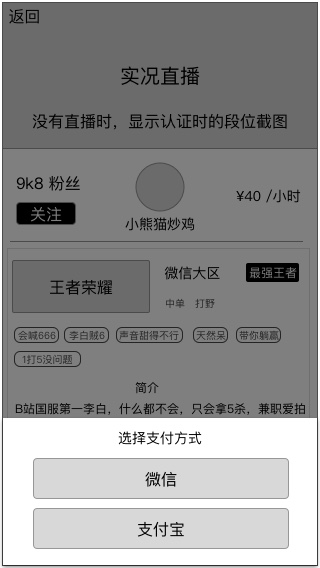 返回
实况直播
没有直播时，显示认证时的段位截图
9k8 粉丝
¥40 /小时
关注
小熊猫炒鸡
王者荣耀
微信大区
最强王者
中单 打野
会喊666 李白贼6 声音甜得不行 天然呆 带你躺赢
1打5没问题
简介
B站国服第一李白，什么都不会，只会拿5杀，兼职爱拍
选择支付方式
微信
支付宝